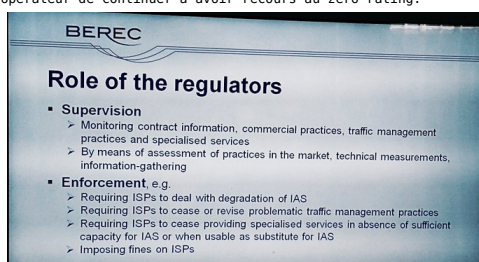 opérateur de continuer à avoir recours au zero rating.
BEREC
Role of the regulators
▪ Supervision
➢ Monitoring contract information, commercial practices, traffic management
practices and specialised services
➢ By means of assessment of practices in the market, technical measurements,
information-gathering
▪ Enforcement, e.g.
➢ Requiring ISPs to deal with degradation of IAS
➢ Requiring ISPs to cease or revise problematic traffic management practices
➢ Requiring ISPs to cease providing specialised services in absence of sufficient
capacity for IAS or when usable as substitute for IAS
➢ Imposing fines on ISPs